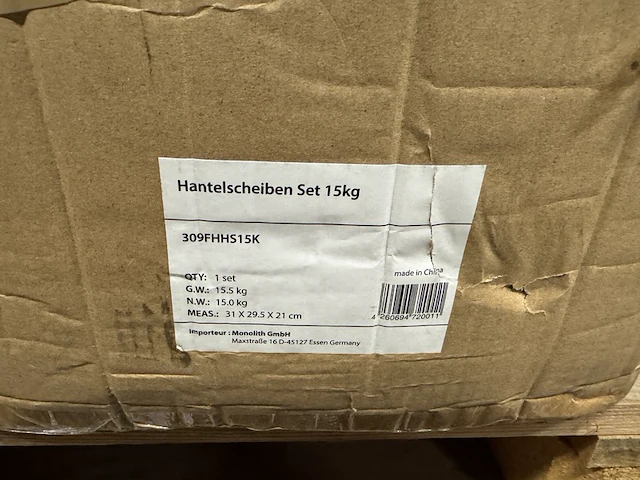 Hantelscheiben Set 15kg
309FHHS15K
QTY: 1 set
G.W.: 15.5 kg
N.W.: 15.0 kg
MEAS.: 31 X 29.5 X 21 cm
made in China
4 260694 720011
Importeur : Monolith GmbH
Maxstraße 16 D-45127 Essen Germany